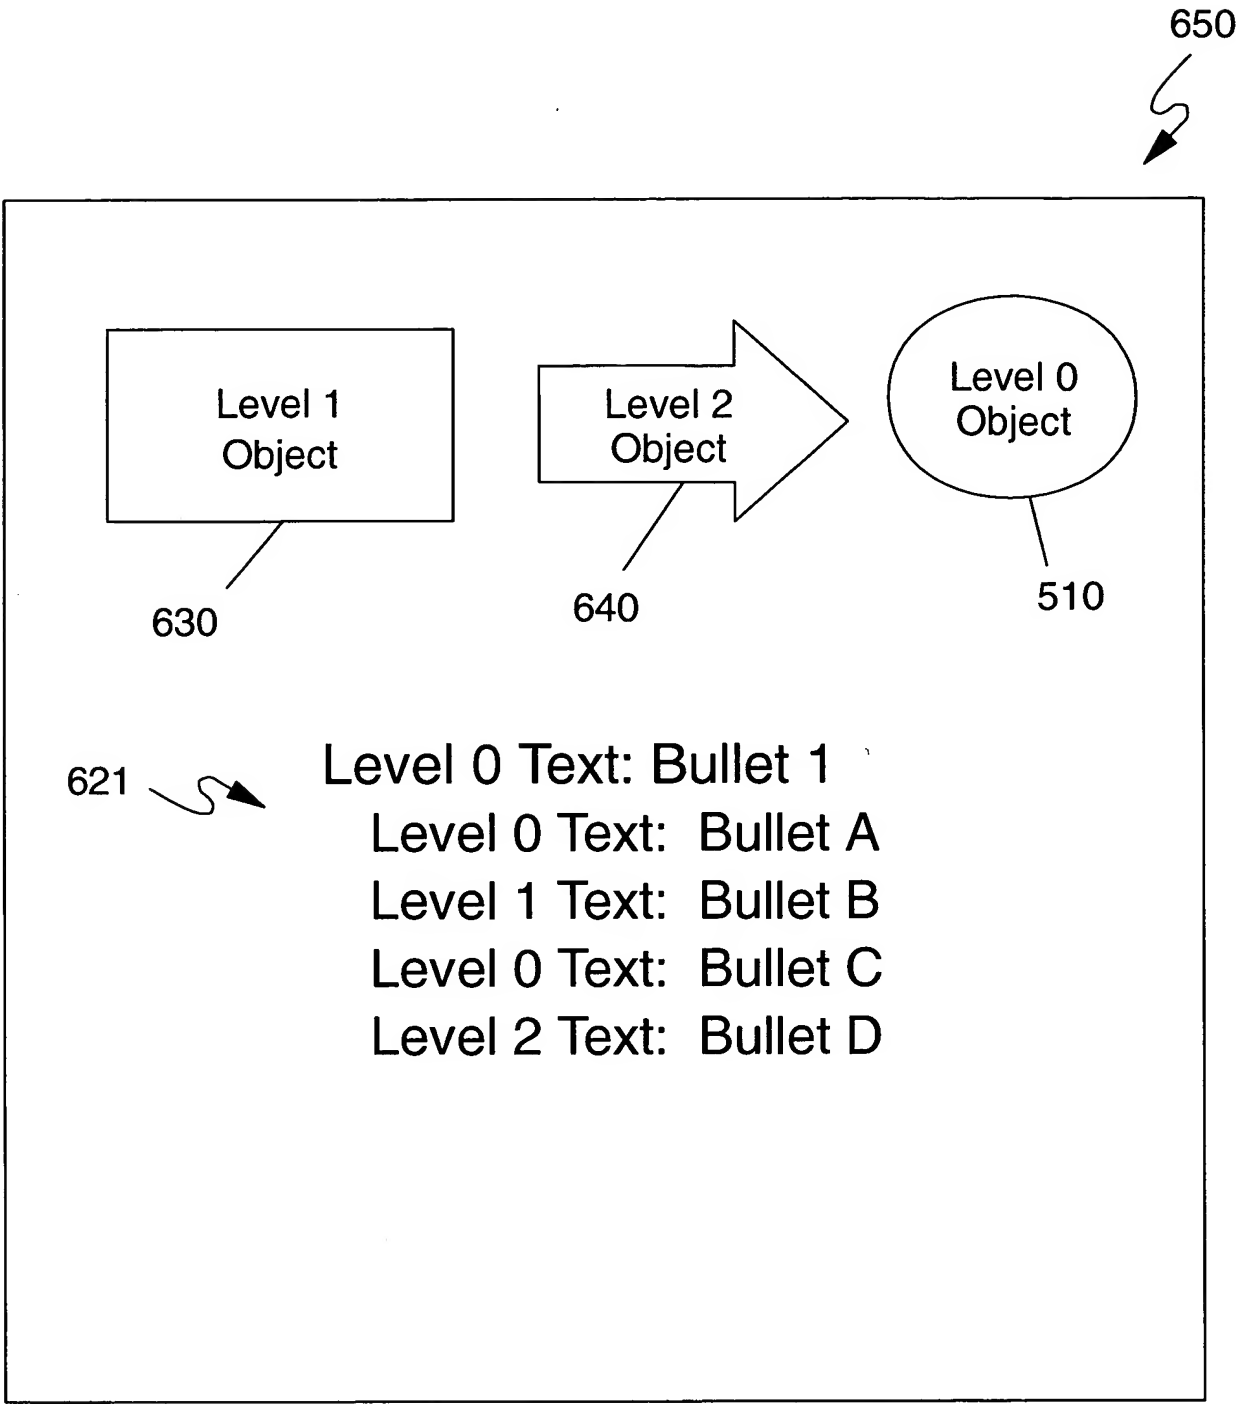 650
Level 1
Object
Level 2
Object
Level 0
Object
630
640
510
621
Level 0 Text: Bullet 1
Level 0 Text:  Bullet A
Level 1 Text:  Bullet B
Level 0 Text:  Bullet C
Level 2 Text:  Bullet D